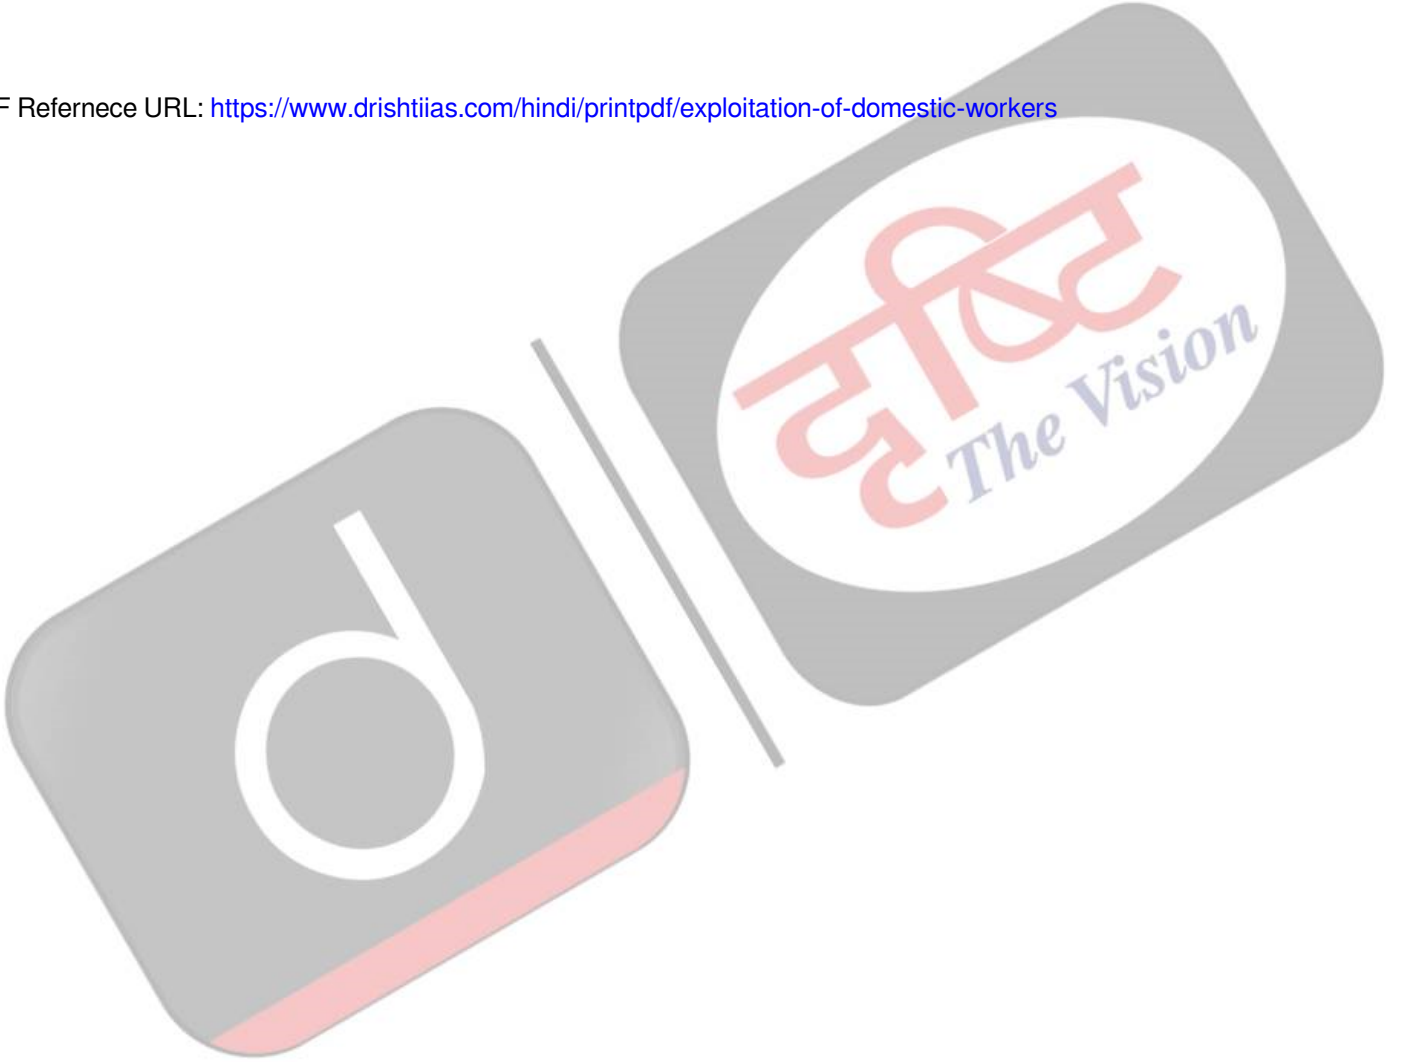 F Refernece URL: https://www.drishtiias.com/hindi/printpdf/exploitation-of-domestic-workers
दृष्टि
The Vision
d